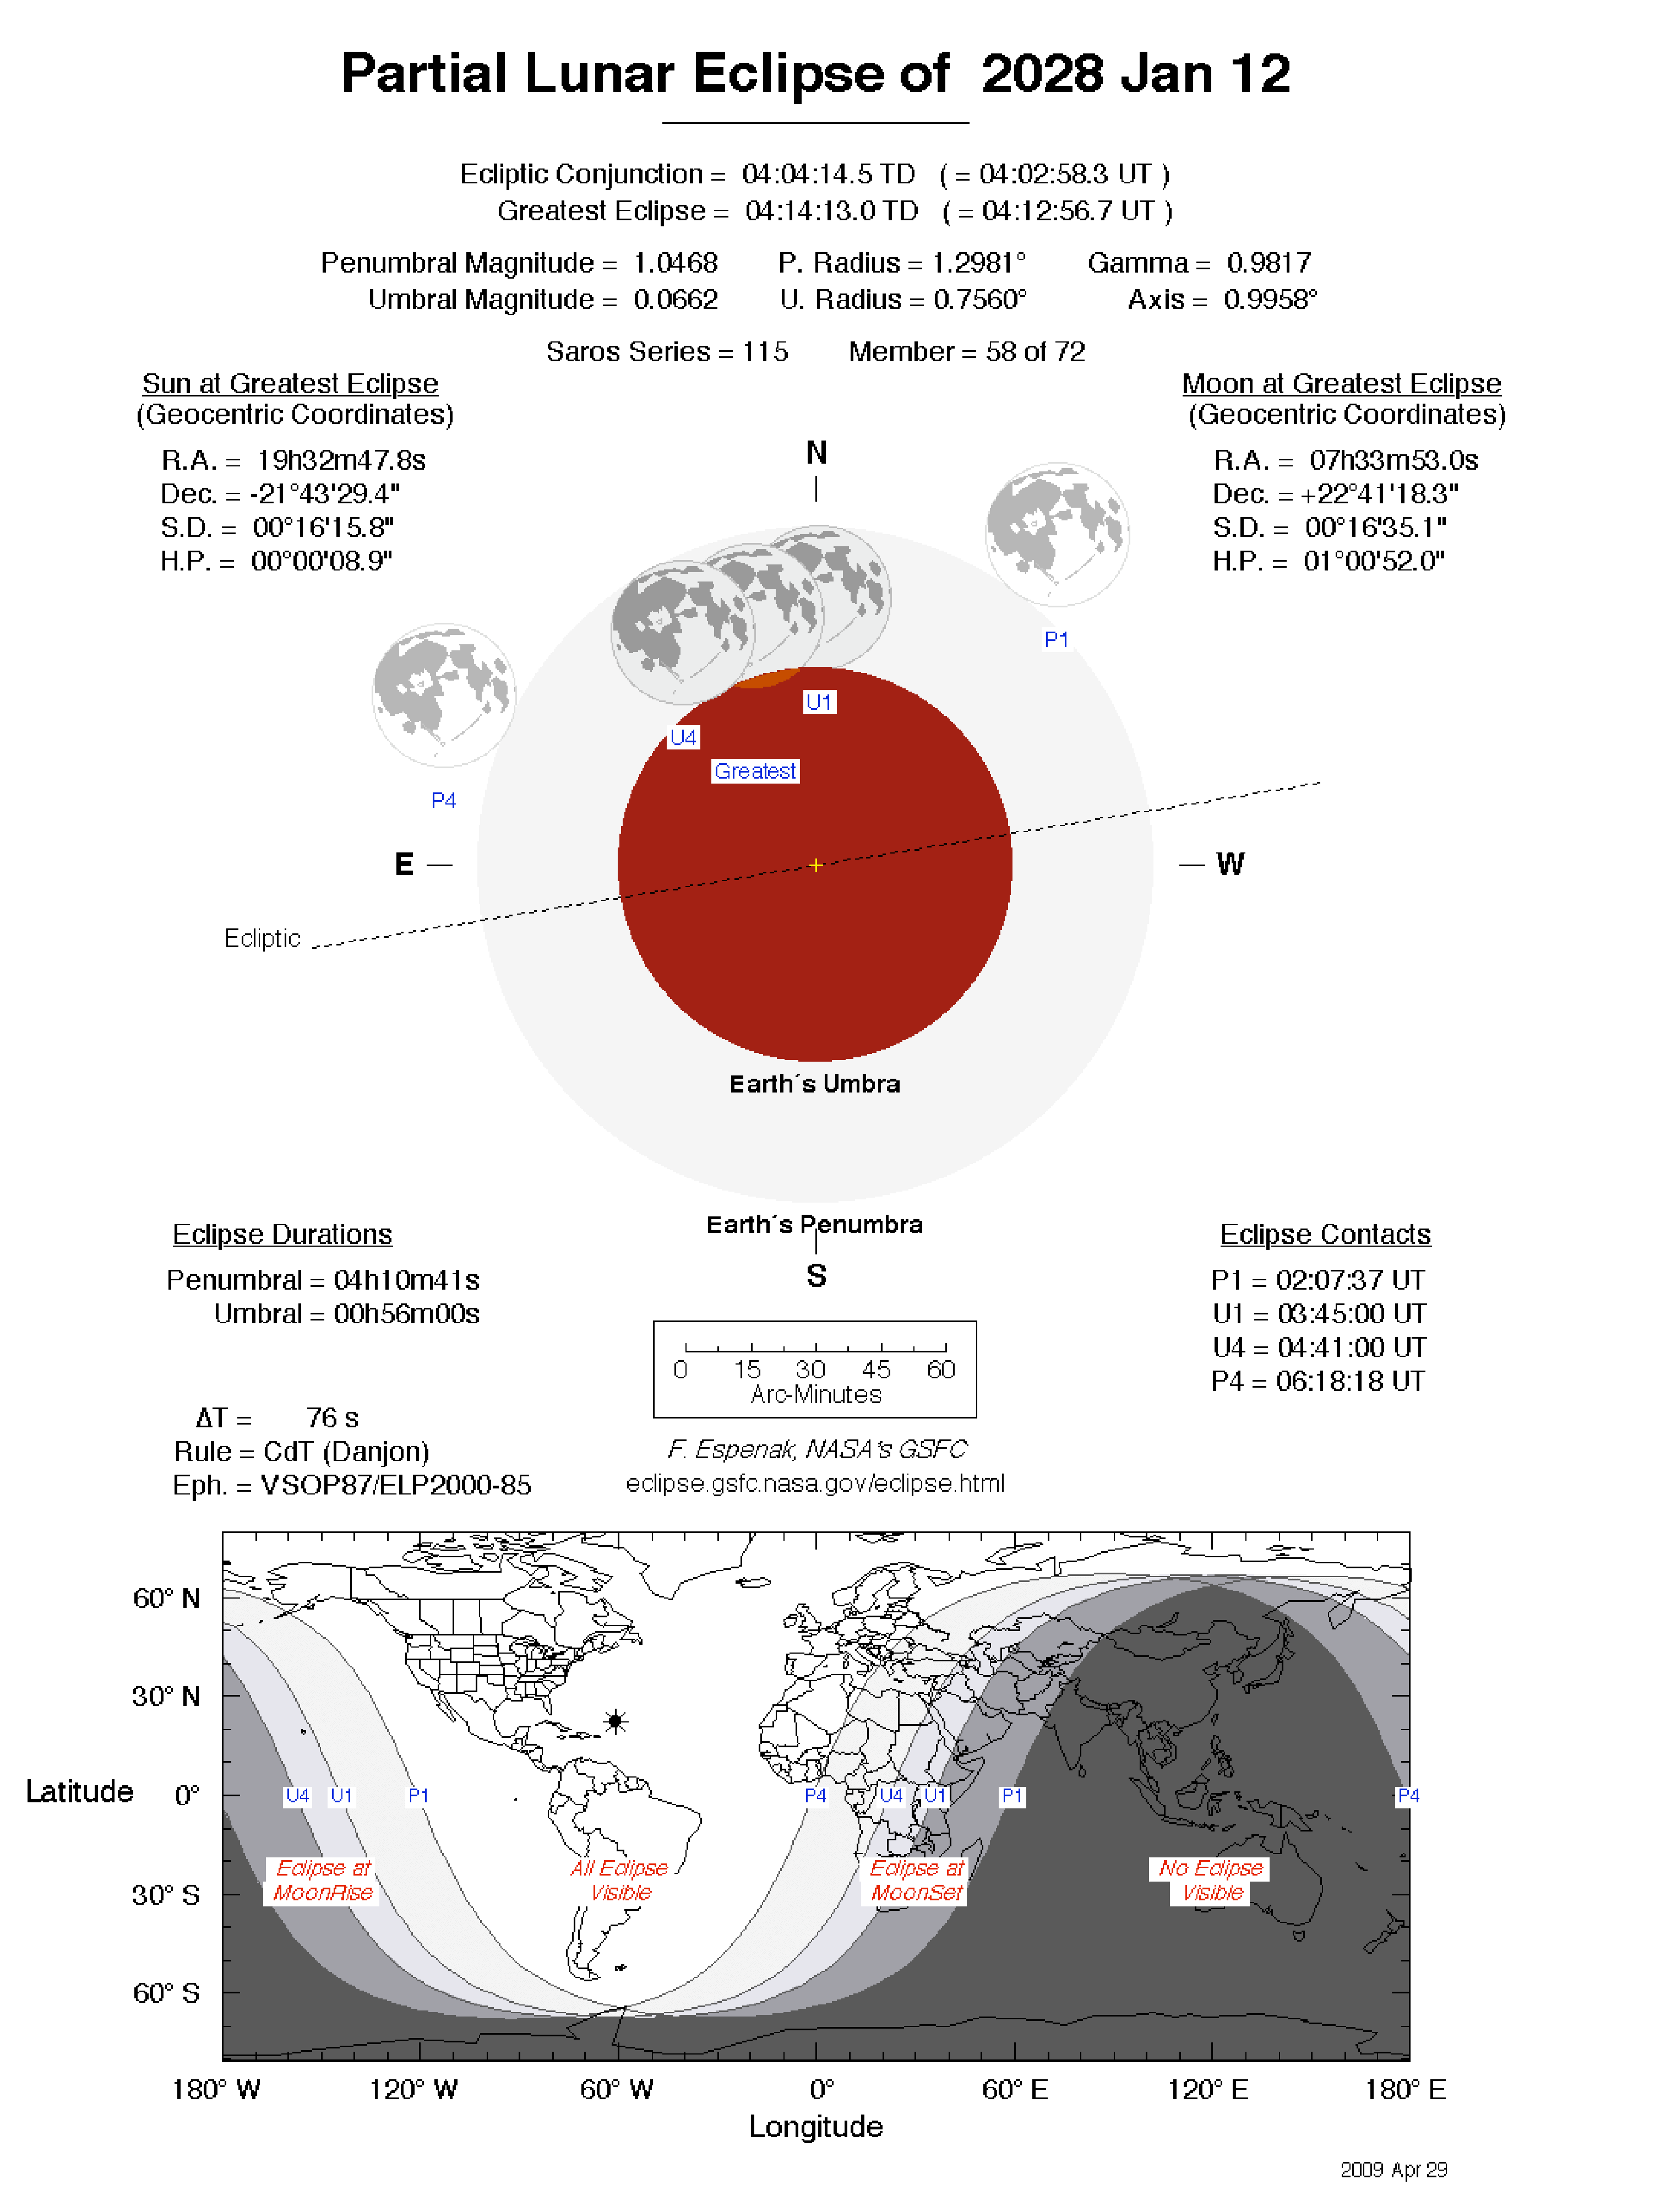 Partial Lunar Eclipse of 2028 Jan 12
Ecliptic Conjunction = 04:04:14.5 TD ( = 04:02:58.3 UT )
Greatest Eclipse = 04:14:13.0 TD ( = 04:12:56.7 UT )
Penumbral Magnitude = 1.0468 P. Radius = 1.2981° Gamma = 0.9817
Umbral Magnitude = 0.0662 U. Radius = 0.7560° Axis = 0.9958°
Saros Series = 115 Member = 58 of 72
Sun at Greatest Eclipse
(Geocentric Coordinates)
R.A. = 19h32m47.8s
Dec. = -21°43'29.4"
S.D. = 00°16'15.8"
H.P. = 00°00'08.9"
Moon at Greatest Eclipse
(Geocentric Coordinates)
R.A. = 07h33m53.0s
Dec. = +22°41'18.3"
S.D. = 00°16'35.1"
H.P. = 01°00'52.0"
N
P1
U1
U4
Greatest
P4
E
W
Ecliptic
Earth´s Umbra
Earth´s Penumbra
S
Eclipse Durations
Penumbral = 04h10m41s
Umbral = 00h56m00s
Eclipse Contacts
P1 = 02:07:37 UT
U1 = 03:45:00 UT
U4 = 04:41:00 UT
P4 = 06:18:18 UT
0 15 30 45 60
Arc-Minutes
ΔT = 76 s
Rule = CdT (Danjon)
Eph. = VSOP87/ELP2000-85
F. Espenak, NASA's GSFC
eclipse.gsfc.nasa.gov/eclipse.html
60° N
30° N
Latitude 0°
30° S
60° S
U4 U1 P1 P4 U4 U1 P1 P4
Eclipse at
MoonRise
All Eclipse
Visible
Eclipse at
MoonSet
No Eclipse
Visible
180° W 120° W 60° W 0° 60° E 120° E 180° E
Longitude
2009 Apr 29